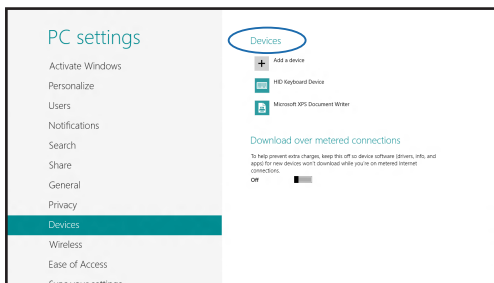 PC settings
Activate Windows
Personalize
Users
Notifications
Search
Share
General
Privacy
Devices
Wireless
Ease of Access
Sync your settings
Devices
Add a device
HID Keyboard Device
Microsoft XPS Document Writer
Download over metered connections
To help prevent extra charges, keep this off so device software (drivers, info, and
apps) for new devices won't download while you're on metered Internet
connections.
Off